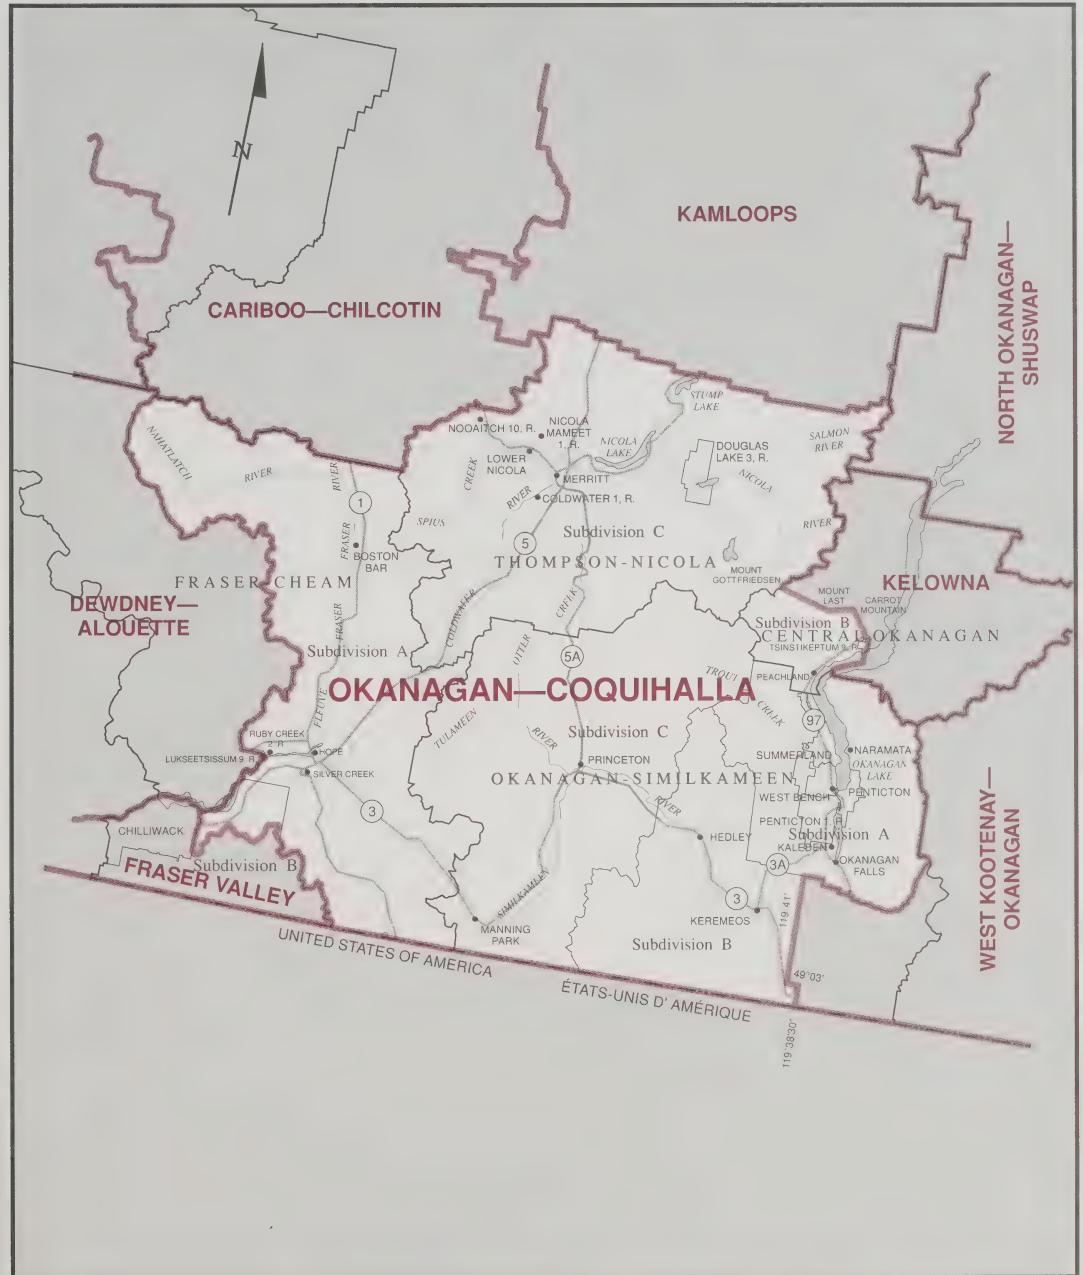 N
KAMLOOPS
CARIBOO—CHILCOTIN
NORTH OKANAGAN—
SHUSWAP
STUMP
LAKE
NOOAITCH 10, R.
NICOLA
MAMEET
1, R.
NICOLA
LAKE
SALMON
RIVER
DOUGLAS
LAKE 3, R.
NAHATLATCH
RIVER
RIVER
LOWER
NICOLA
CREEK
MERRITT
NICOLA
RIVER
COLDWATER 1, R.
1
SPIUS
Subdivision C
RIVER
FRASER
5
BOSTON
BAR
THOMPSON-NICOLA
MOUNT
GOTTFRIEDSEN
FRASER-CHEAM
KELOWNA
DEWDNEY—
ALOUETTE
MOUNT
LAST
CARROT
MOUNTAIN
COLDWATER
CREEK
FRASER
Subdivision B
CENTRAL OKANAGAN
TSINSTIKEPTUM 9, R.
Subdivision A
OTTER
5A
PEACHLAND
TROUT
CREEK
OKANAGAN—COQUIHALLA
FLEUVE
TULAMEEN
RIVER
97
Subdivision C
RUBY CREEK
2, R.
LUKSEETSISSUM 9, R.
HOPE
SILVER CREEK
PRINCETON
SUMMERLAND
NARAMATA
OKANAGAN
LAKE
OKANAGAN-SIMILKAMEEN
WEST BENCH
PENTICTON
RIVER
PENTICTON 1, R.
3
CHILLIWACK
HEDLEY
Subdivision A
KALEDEN
OKANAGAN
FALLS
3A
WEST KOOTENAY—
OKANAGAN
Subdivision B
FRASER VALLEY
SIMILKAMEEN
3
KEREMEOS
119°41'
MANNING
PARK
Subdivision B
49°03'
UNITED STATES OF AMERICA
ÉTATS-UNIS D' AMÉRIQUE
119°38'30"